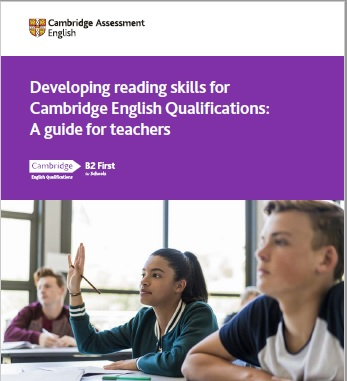 Cambridge Assessment
English
Developing reading skills for
Cambridge English Qualifications:
A guide for teachers
Cambridge B2 First
English Qualifications for Schools